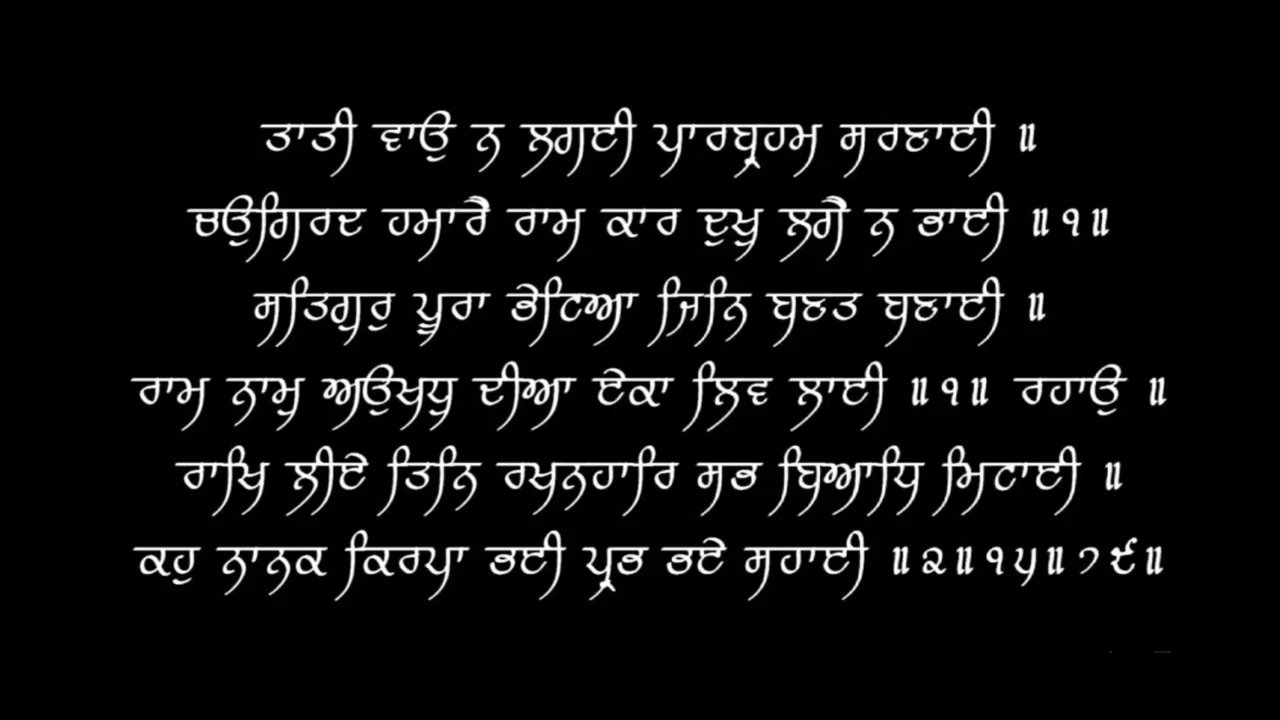 ਤਾਤੀ ਵਾਉ ਨ ਲਗਈ ਪਾਰਬ੍ਰਹਮ ਸਰਣਾਈ ॥
ਚਉਗਿਰਦ ਹਮਾਰੈ ਰਾਮ ਕਾਰ ਦੁਖੁ ਲਗੈ ਨ ਭਾਈ ॥੧॥
ਸਤਿਗੁਰੁ ਪੂਰਾ ਭੇਟਿਆ ਜਿਨਿ ਬਣਤ ਬਣਾਈ ॥
ਰਾਮ ਨਾਮੁ ਅਉਖਧੁ ਦੀਆ ਏਕਾ ਲਿਵ ਲਾਈ ॥੧॥ ਰਹਾਉ ॥
ਰਾਖਿ ਲੀਏ ਤਿਨਿ ਰਖਨਹਾਰਿ ਸਭ ਬਿਆਧਿ ਮਿਟਾਈ ॥
ਕਹੁ ਨਾਨਕ ਕਿਰਪਾ ਭਈ ਪ੍ਰਭ ਭਏ ਸਹਾਈ ॥੨॥੧੫॥੭੯॥